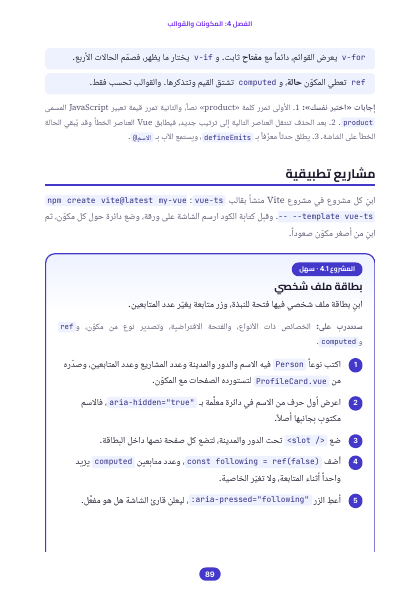 الفصل 4: المكونات والقوالب
v-for يعرض القوائم، دائماً مع مفتاح ثابت. و v-if يختار ما يظهر، فصمم الحالات الأربع.
ref تعطي المكوّن حالة، و computed تشتق القيم وتتذكرها. والقوالب تحسب فقط.
إجابات «اختبر نفسك»: 1. الأولى تمرر كلمة «product» نصاً، والثانية تمرر قيمة تعبير JavaScript المسمى
product. 2. بعد الحذف تنتقل العناصر التالية إلى ترتيب جديد، فيطابق Vue العناصر الخطأ وقد يُبقي الحالة
الخطأ على الشاشة. 3. يطلق حدثاً معرَّفاً بـ defineEmits، ويستمع الأب بـ @الاسم.
مشاريع تطبيقية
ابنِ كل مشروع في مشروع Vite منشأ بقالب vue-ts: npm create vite@latest my-vue
-- --template vue-ts. وقبل كتابة الكود ارسم الشاشة على ورقة، وضع دائرة حول كل مكوّن، ثم
ابنِ من أصغر مكوّن صعوداً.
المشروع 4.1 · سهل
بطاقة ملف شخصي
ابنِ بطاقة ملف شخصي فيها فتحة للنبذة، وزر متابعة يغيّر عدد المتابعين.
ستتدرب على: الخصائص ذات الأنواع، والفتحة الافتراضية، وتصدير نوع من مكوّن، و ref
و computed.
1 اكتب نوعاً Person فيه الاسم والدور والمدينة وعدد المشاريع وعدد المتابعين، وصدّره
من ProfileCard.vue لتستورده الصفحات مع المكوّن.
2 اعرض أول حرف من الاسم في دائرة معلَّمة بـ aria-hidden="true"، فالاسم
مكتوب بجانبها أصلاً.
3 ضع <slot /> تحت الدور والمدينة، لتضع كل صفحة نصها داخل البطاقة.
4 أضف const following = ref(false)، وعدد متابعين computed يزيد
واحداً أثناء المتابعة، ولا تغيّر الخاصية.
5 أعطِ الزر :aria-pressed="following"، ليعلن قارئ الشاشة هل هو مفعَّل.
89